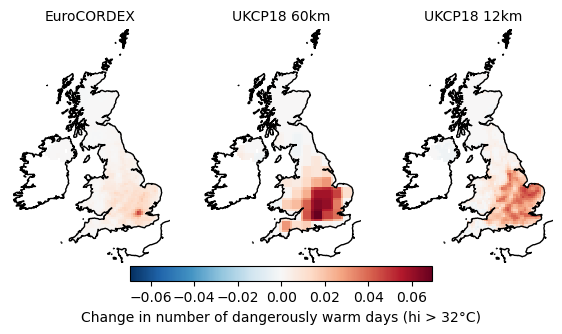 EuroCORDEX UKCP18 60km UKCP18 12km
−0.06 −0.04 −0.02 0.00 0.02 0.04 0.06
Change in number of dangerously warm days (hi > 32°C)